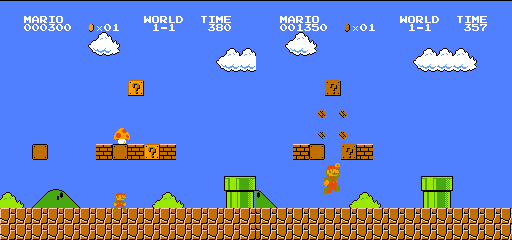 MARIO WORLD TIME
000300 ×01 1-1 380
?
?
MARIO WORLD TIME
001350 ×01 1-1 357
?
?